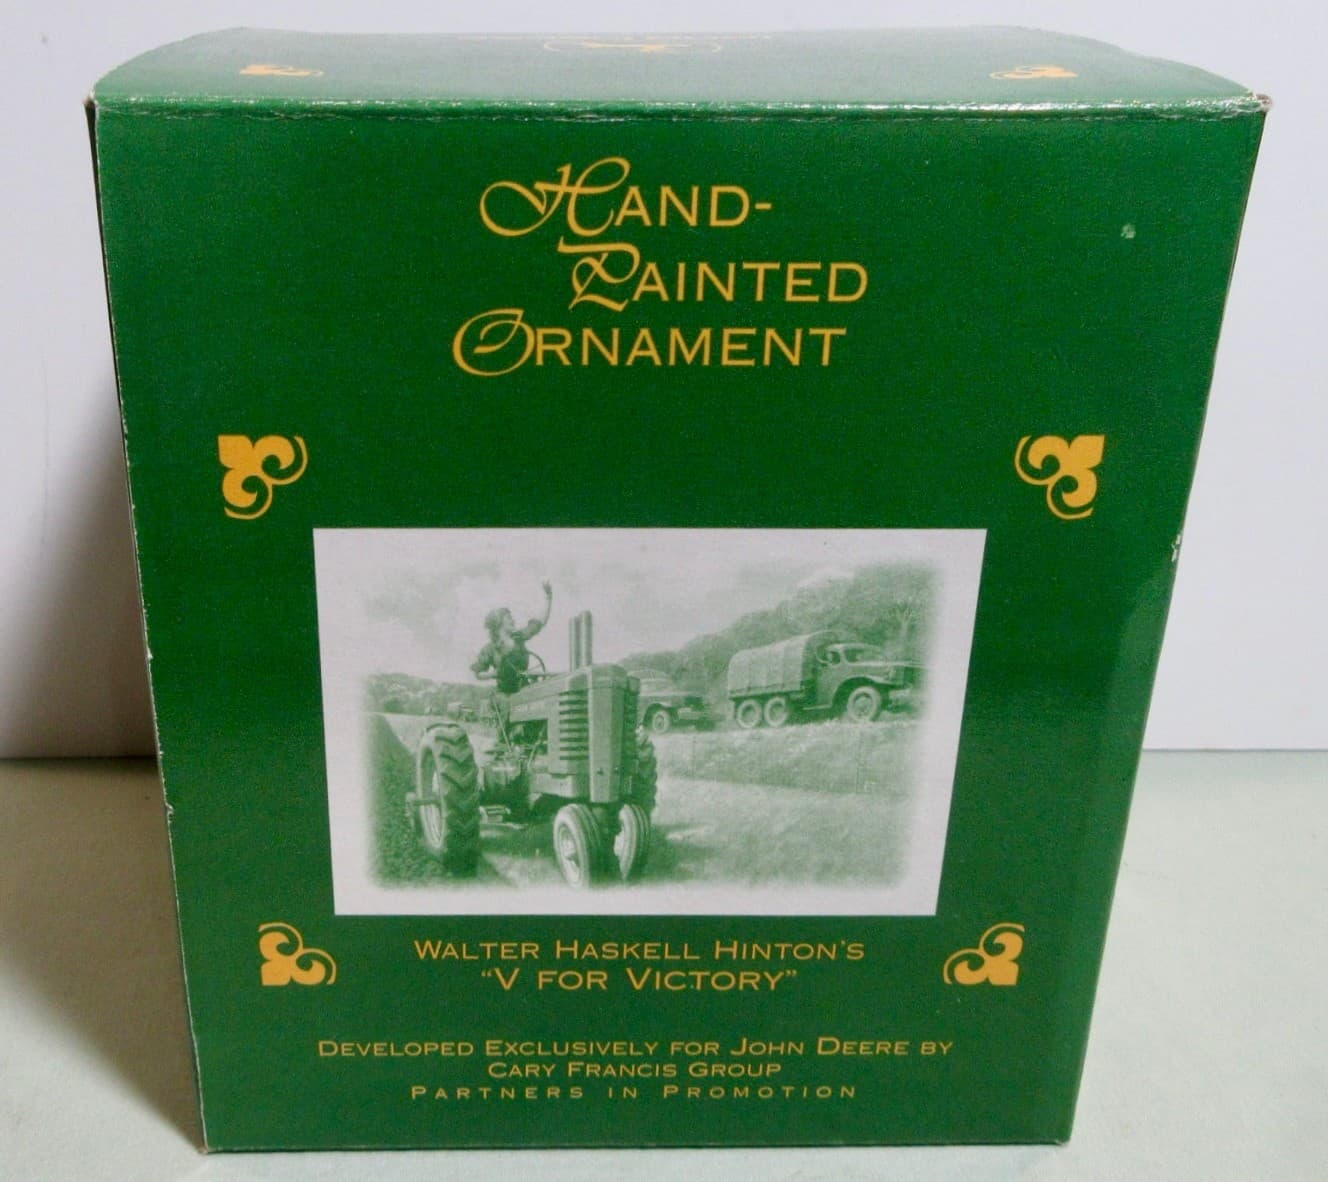 Hand-
Painted
Ornament
Walter Haskell Hinton's
"V for Victory"
Developed Exclusively for John Deere by
Cary Francis Group
Partners in Promotion